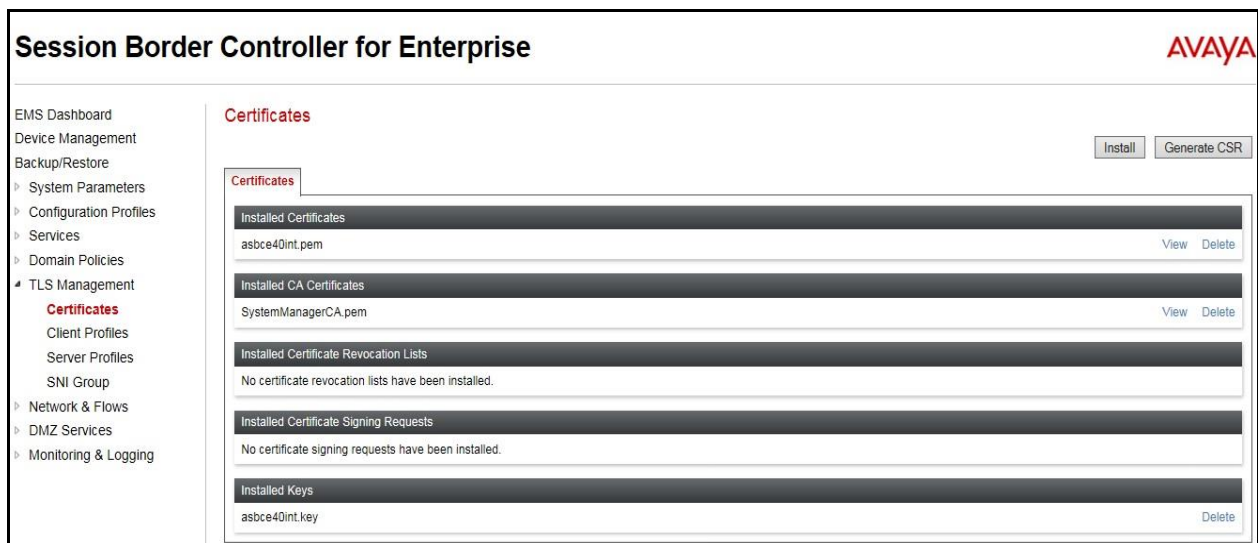 Session Border Controller for Enterprise
AVAYA
EMS Dashboard
Device Management
Backup/Restore
System Parameters
Configuration Profiles
Services
Domain Policies
TLS Management
Certificates
Client Profiles
Server Profiles
SNI Group
Network & Flows
DMZ Services
Monitoring & Logging
Certificates
Install Generate CSR
Certificates
Installed Certificates
asbce40int.pem View Delete
Installed CA Certificates
SystemManagerCA.pem View Delete
Installed Certificate Revocation Lists
No certificate revocation lists have been installed.
Installed Certificate Signing Requests
No certificate signing requests have been installed.
Installed Keys
asbce40int.key Delete